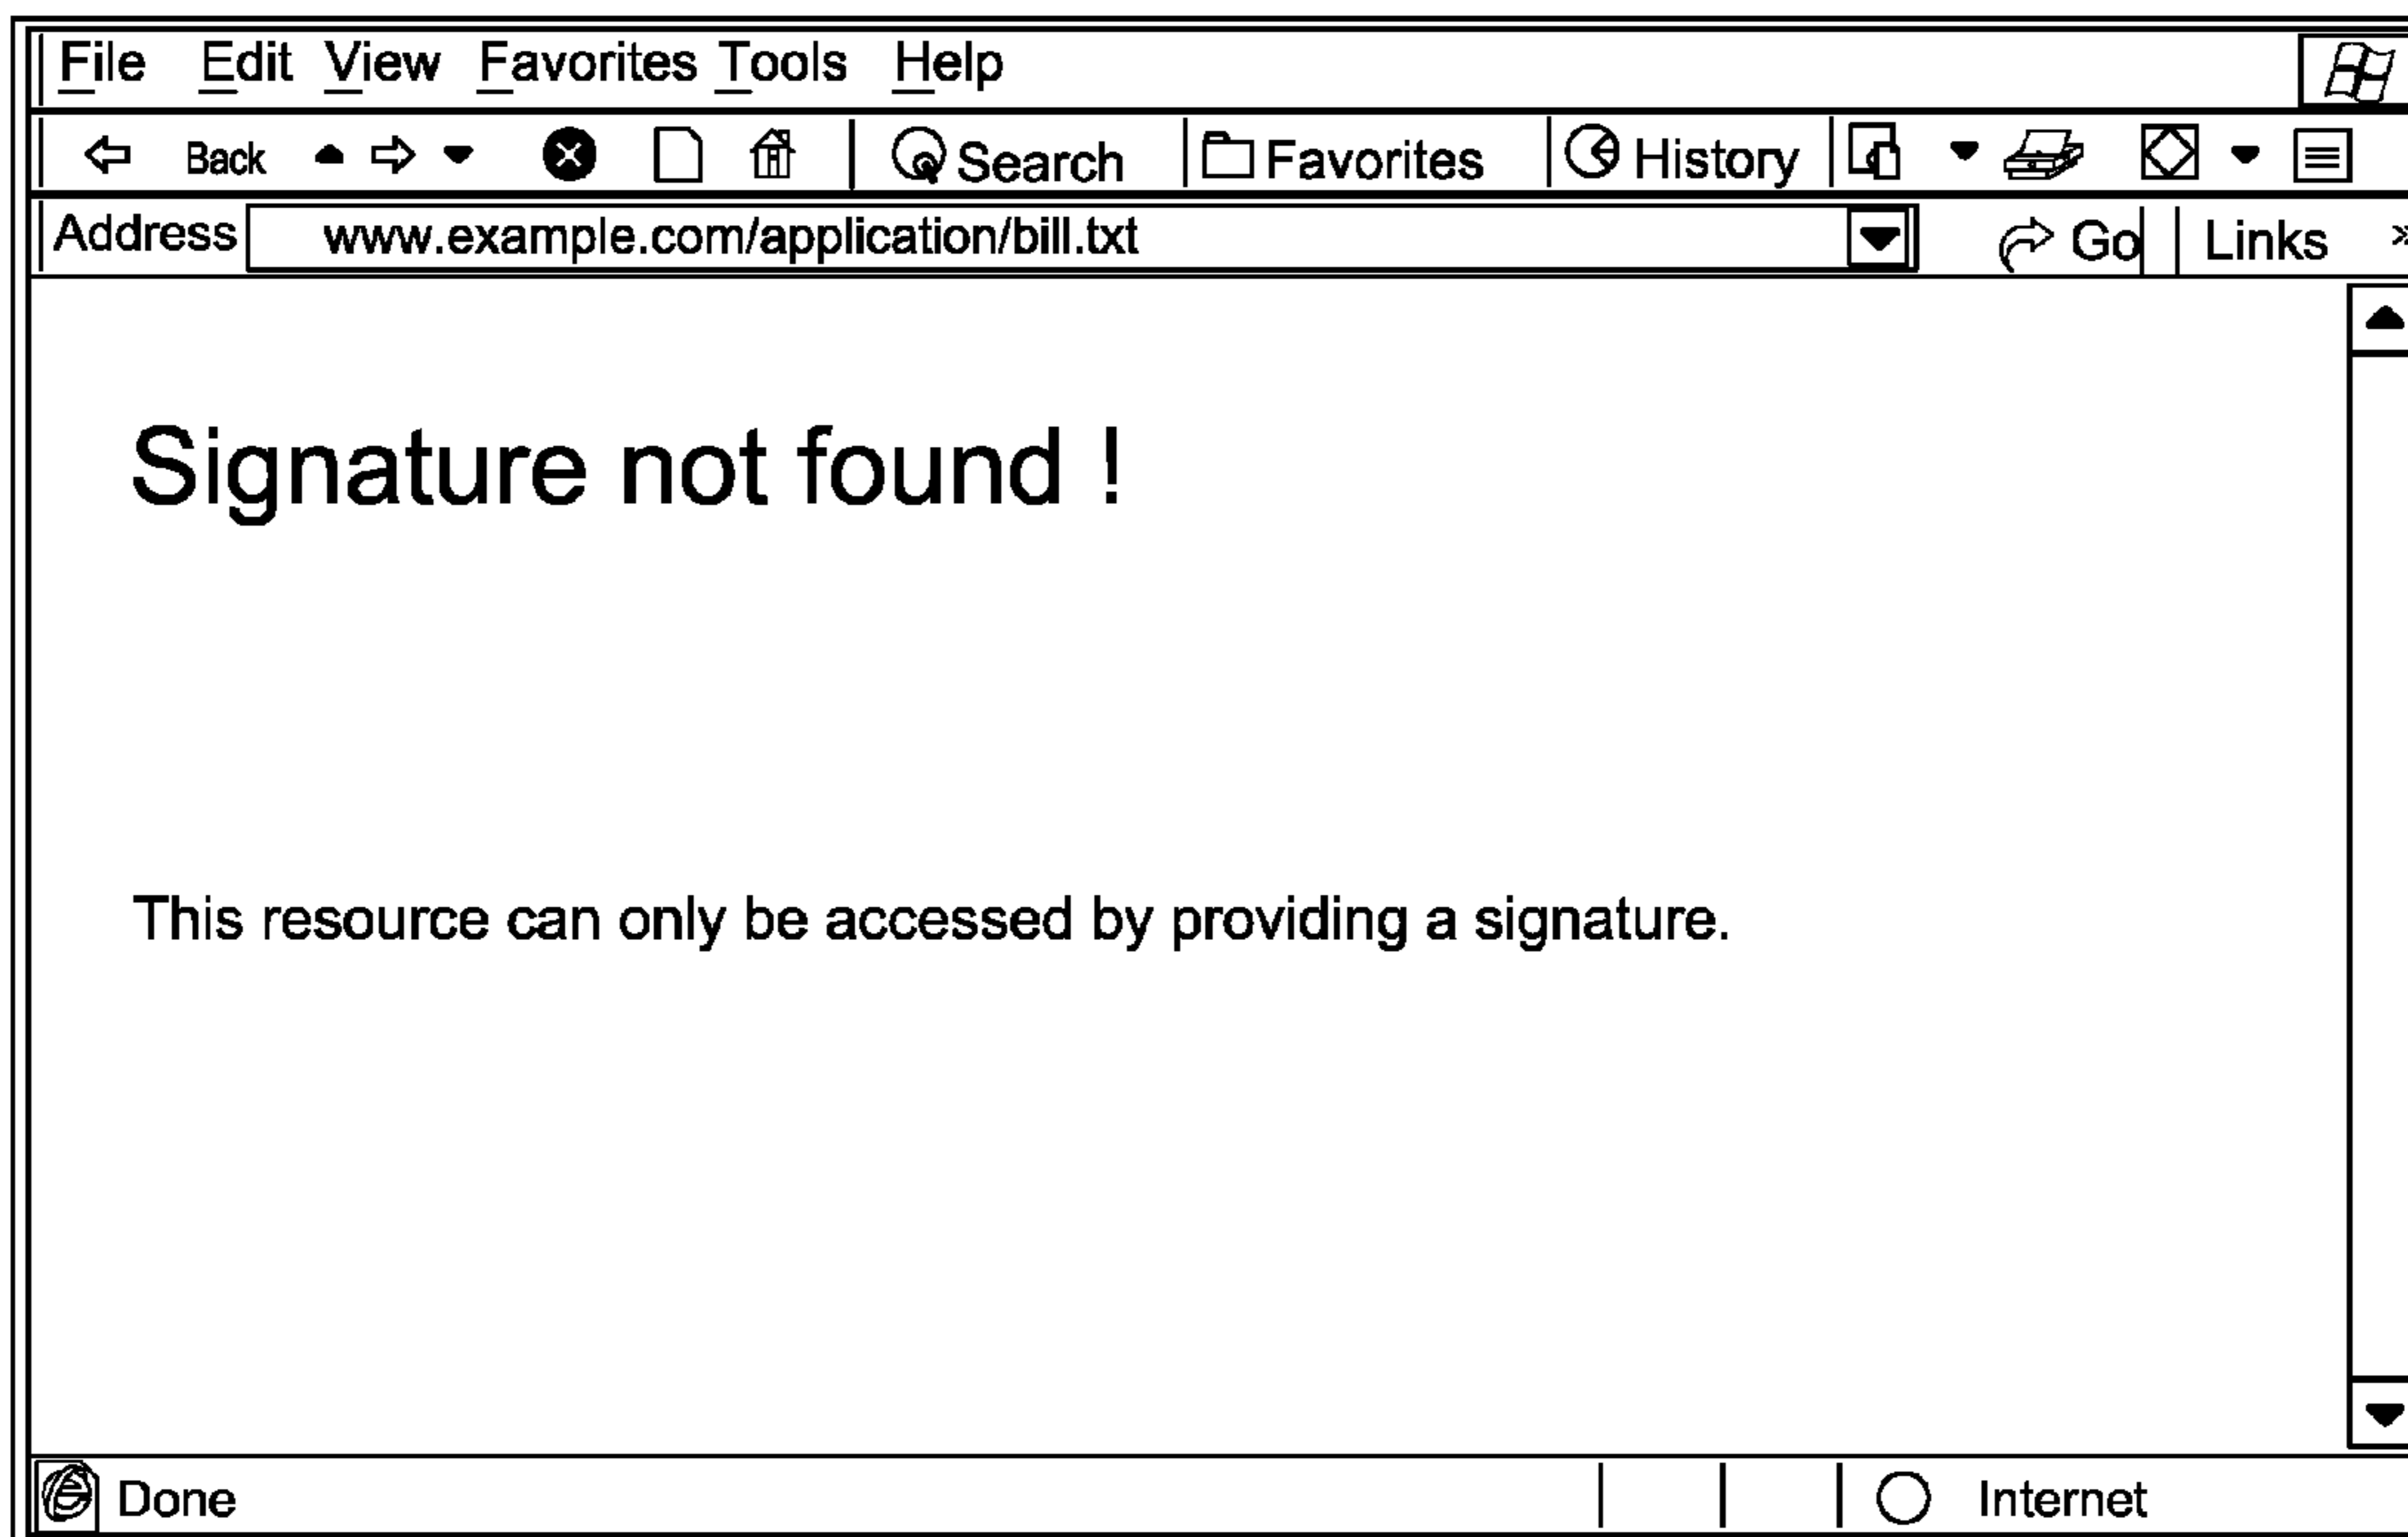 File Edit View Favorites Tools Help
Back Search Favorites History
Address www.example.com/application/bill.txt Go Links »
Signature not found !
This resource can only be accessed by providing a signature.
Done Internet